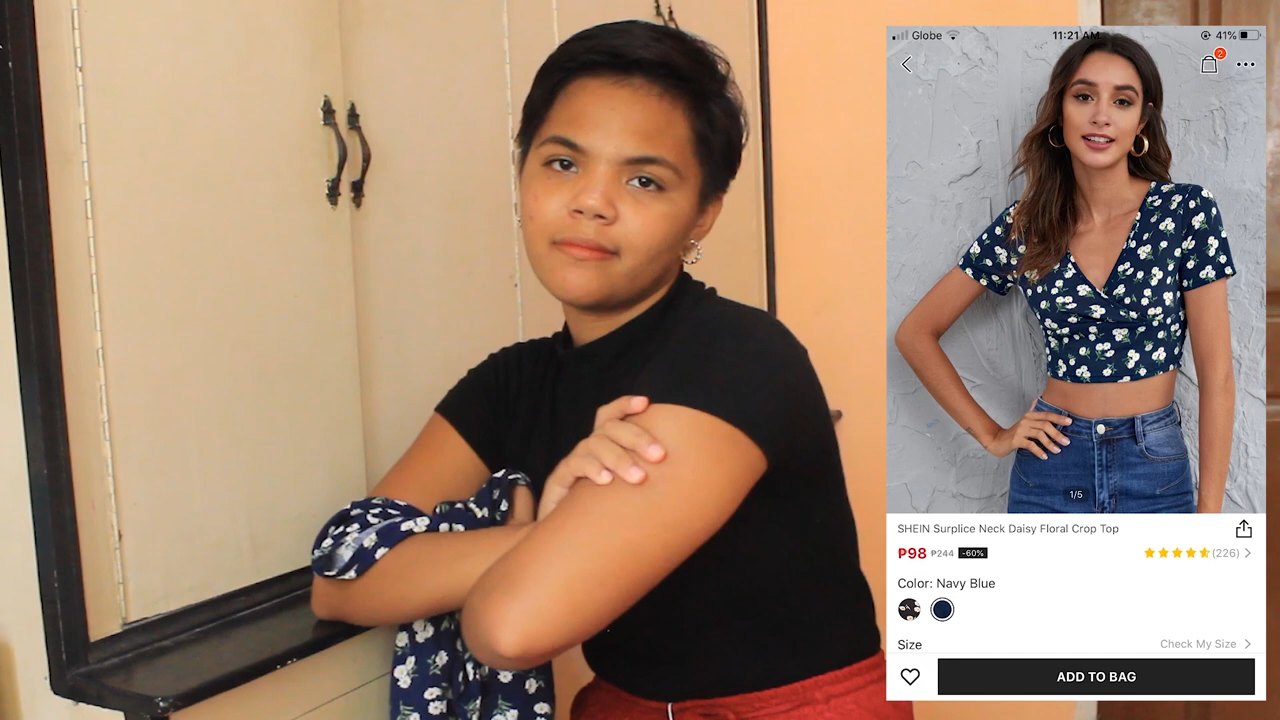 Globe 11:21 AM 41%
2
1/5
SHEIN Surplice Neck Daisy Floral Crop Top
₱98 ₱244 -60% (226)
Color: Navy Blue
Size Check My Size
ADD TO BAG